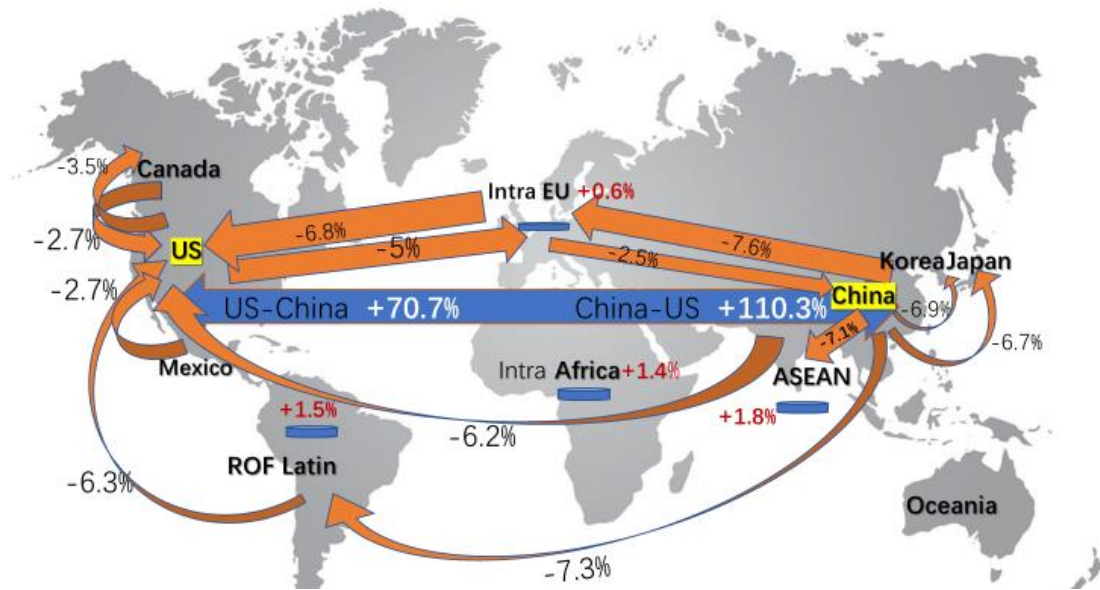 -3.5%
Canada
Intra EU +0.6%
-2.7%
US
-6.8%
-5%
-7.6%
-2.5%
KoreaJapan
-2.7%
US-China +70.7%
China-US +110.3%
China
-6.9%
-7.1%
-6.7%
Mexico
Intra Africa +1.4%
ASEAN
+1.5%
+1.8%
-6.2%
ROF Latin
-6.3%
Oceania
-7.3%